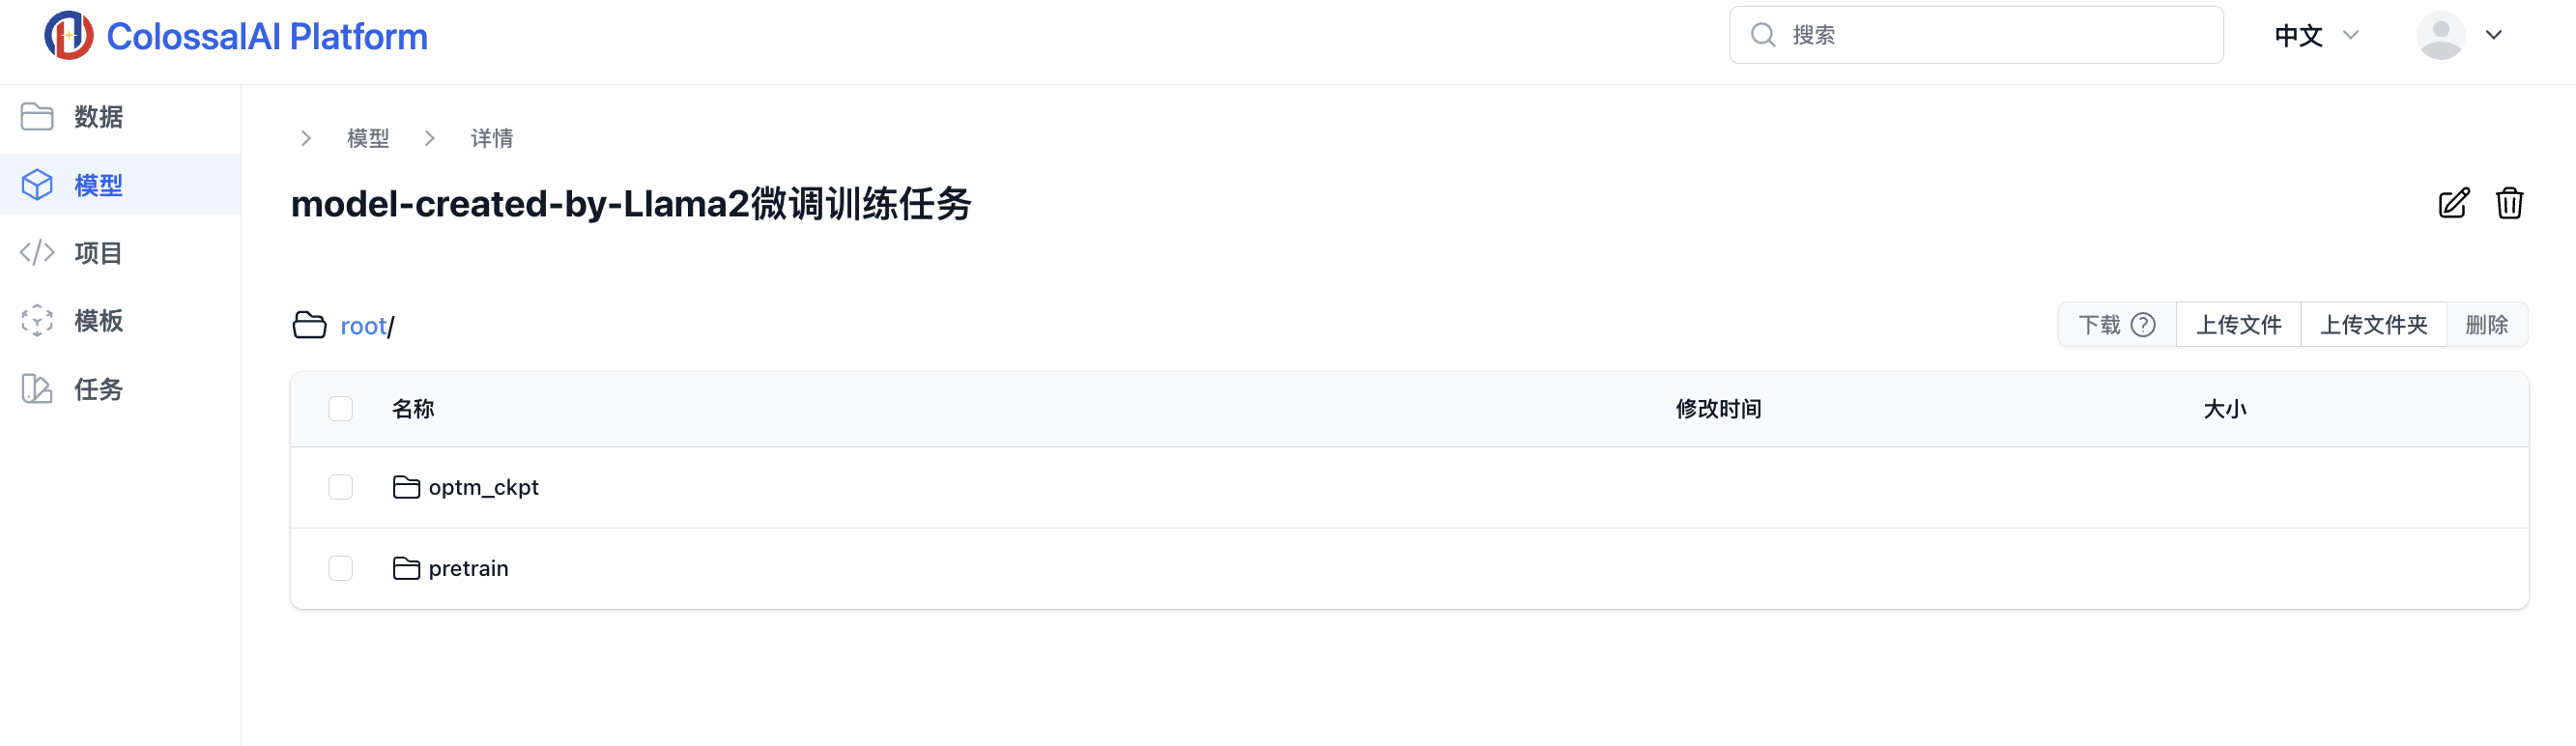 ColossalAI Platform
搜索
中文
数据
模型
项目
模板
任务
模型
详情
model-created-by-Llama2微调训练任务
root/
下载
上传文件
上传文件夹
删除
名称 修改时间 大小
optm_ckpt
pretrain